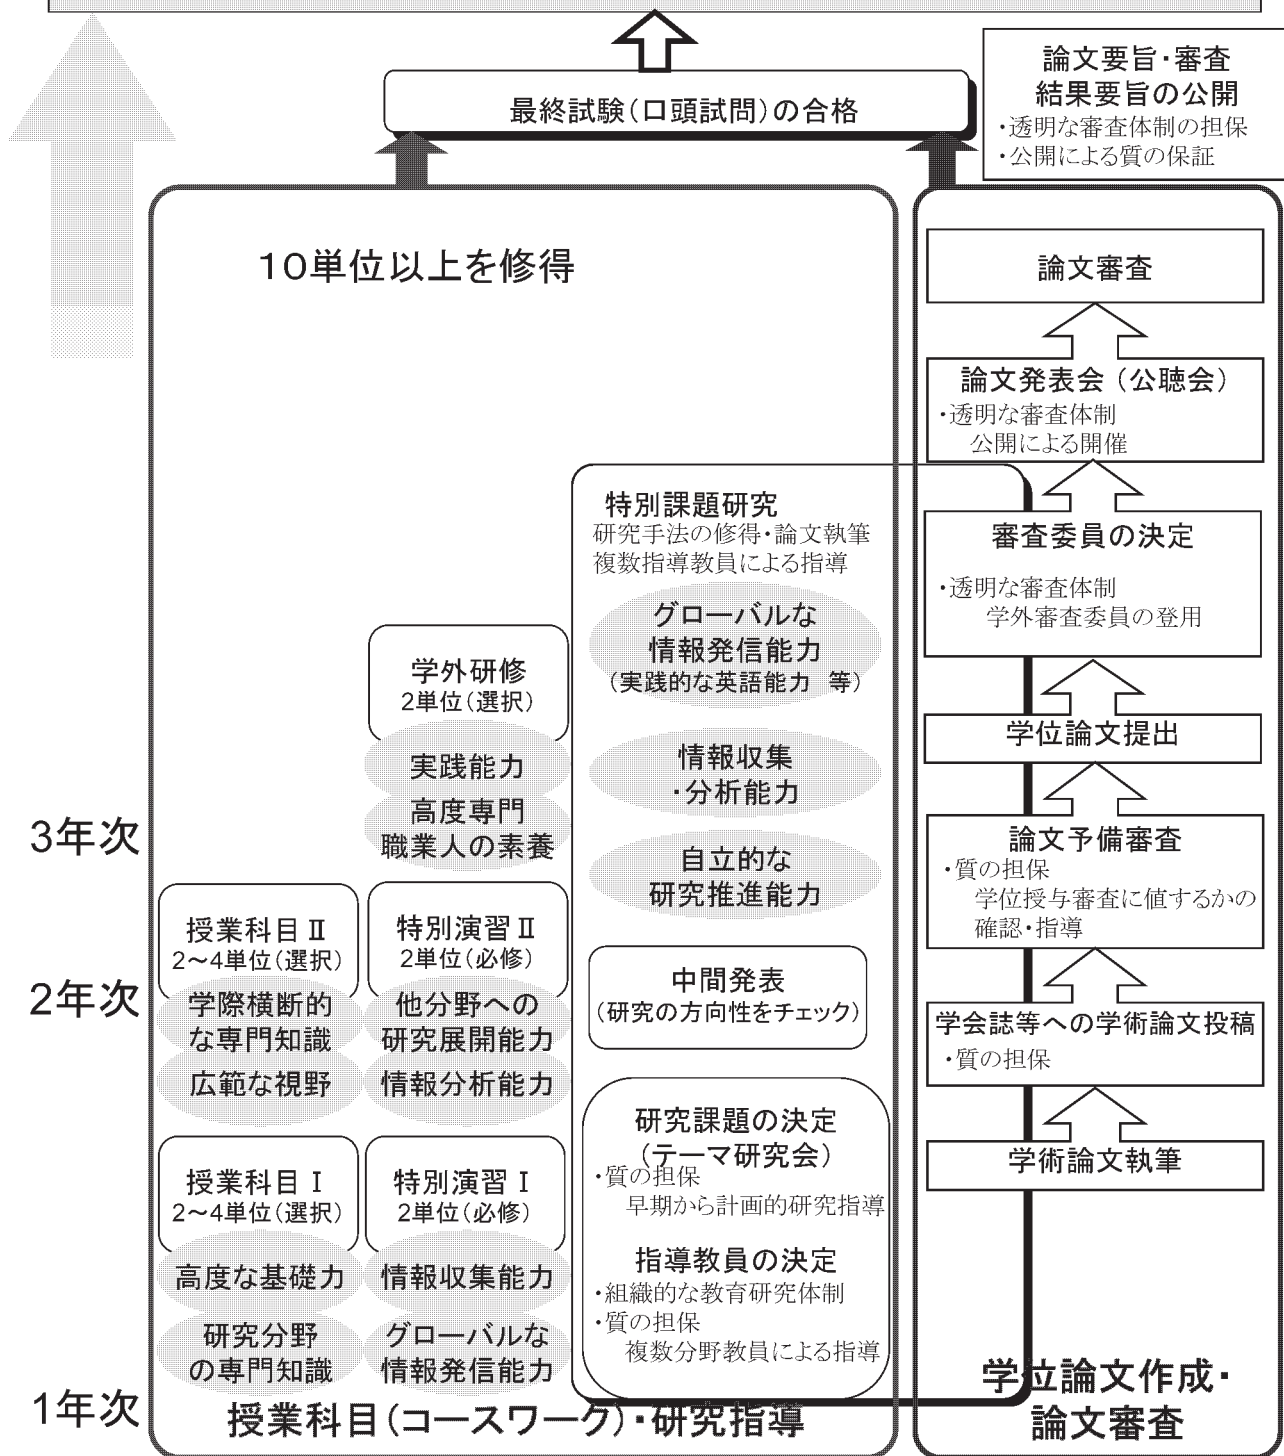 最終試験(口頭試問)の合格
論文要旨・審査
結果要旨の公開
・透明な審査体制の担保
・公開による質の保証
10単位以上を修得
論文審査
論文発表会（公聴会）
・透明な審査体制
公開による開催
審査委員の決定
・透明な審査体制
学外審査委員の登用
学位論文提出
論文予備審査
・質の担保
学位授与審査に値するかの
確認・指導
学会誌等への学術論文投稿
・質の担保
学術論文執筆
学位論文作成・
論文審査
特別課題研究
研究手法の修得・論文執筆
複数指導教員による指導
グローバルな
情報発信能力
（実践的な英語能力　等）
情報収集
・分析能力
自立的な
研究推進能力
中間発表
（研究の方向性をチェック）
研究課題の決定
（テーマ研究会）
・質の担保
早期から計画的研究指導
指導教員の決定
・組織的な教育研究体制
・質の担保
複数分野教員による指導
学外研修
2単位（選択）
実践能力
高度専門
職業人の素養
3年次
授業科目Ⅱ
2～4単位（選択）
学際横断的
な専門知識
広範な視野
特別演習Ⅱ
2単位（必修）
他分野への
研究展開能力
情報分析能力
2年次
授業科目Ⅰ
2～4単位（選択）
高度な基礎力
研究分野
の専門知識
特別演習Ⅰ
2単位（必修）
情報収集能力
グローバルな
情報発信能力
1年次
授業科目（コースワーク）・研究指導